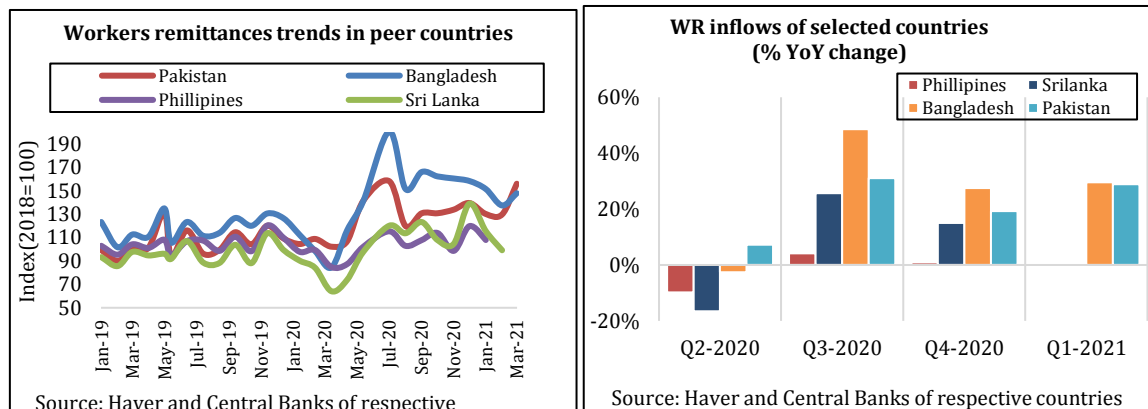 Workers remittances trends in peer countries
Pakistan
Bangladesh
Phillipines
Sri Lanka
Index(2018=100)
190
170
150
130
110
90
70
50
Jan-19
Mar-19
May-19
Jul-19
Sep-19
Nov-19
Jan-20
Mar-20
May-20
Jul-20
Sep-20
Nov-20
Jan-21
Mar-21
Source: Haver and Central Banks of respective
WR inflows of selected countries
(% YoY change)
Phillipines
Srilanka
Bangladesh
Pakistan
60%
40%
20%
0%
-20%
Q2-2020
Q3-2020
Q4-2020
Q1-2021
Source: Haver and Central Banks of respective countries